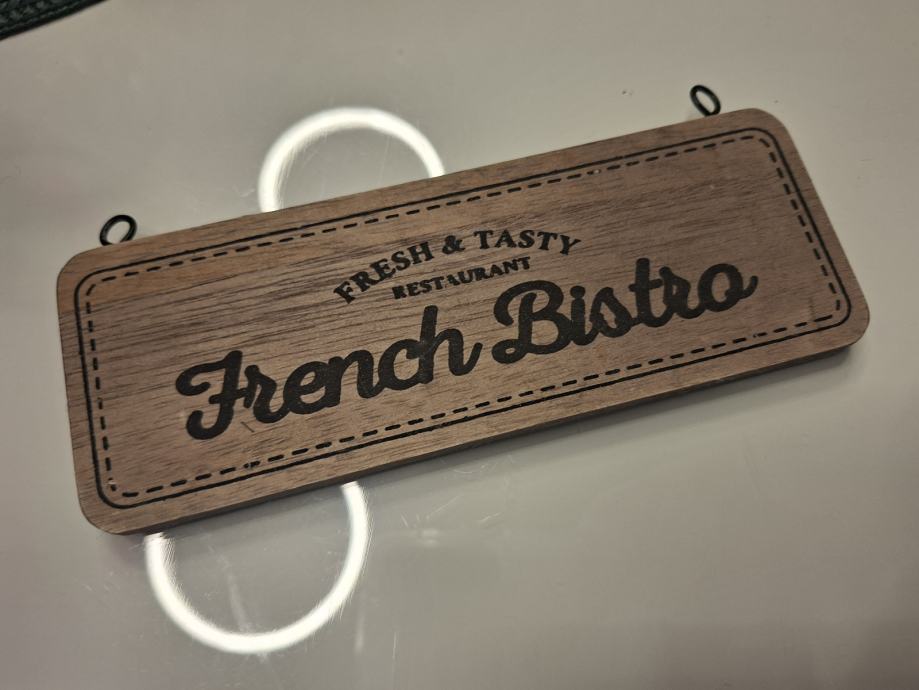 FRESH & TASTY
RESTAURANT
French Bistro